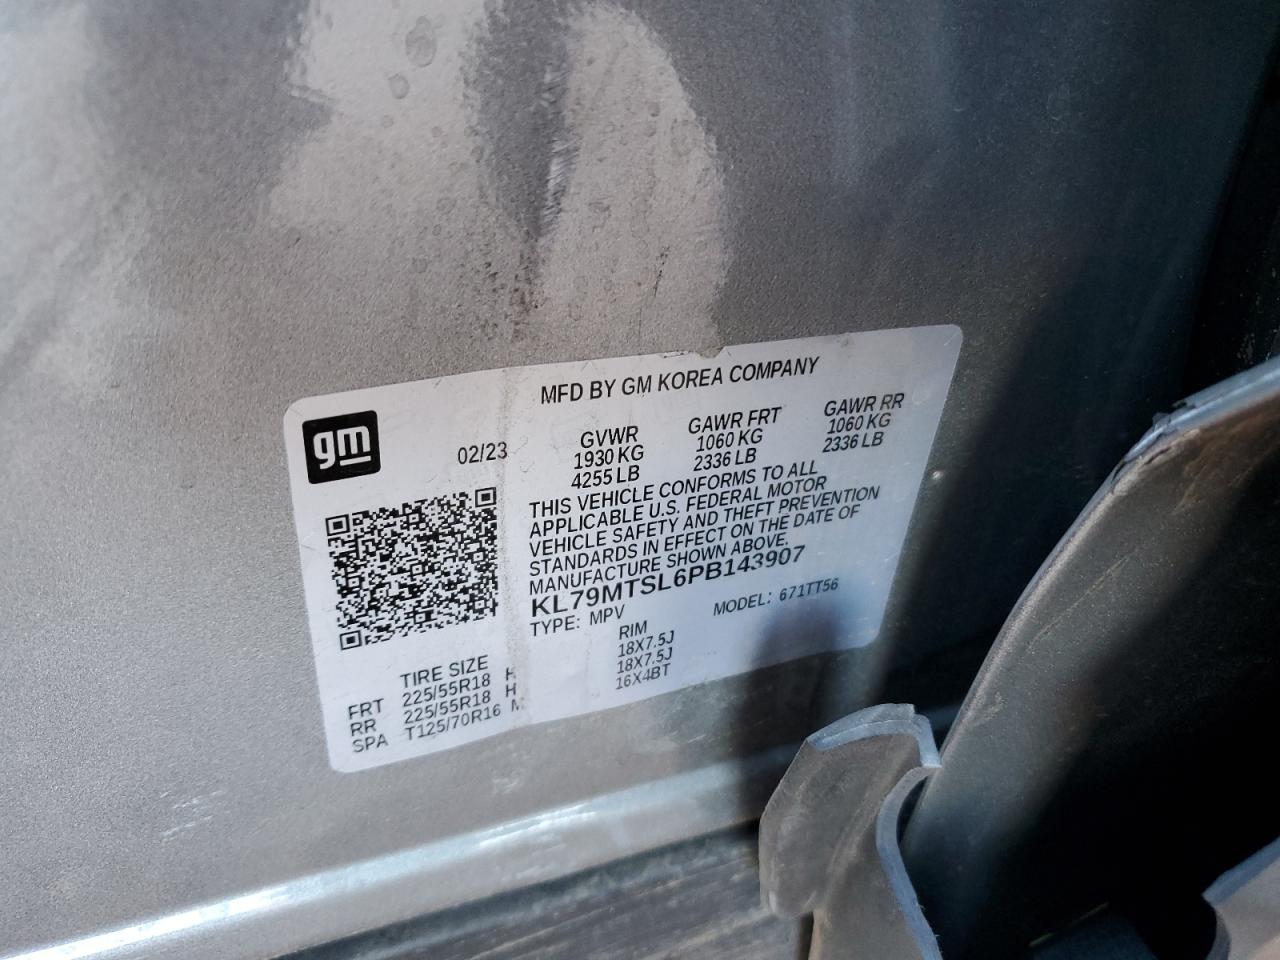 MFD BY GM KOREA COMPANY
gm
02/23
GVWR GAWR FRT GAWR RR
1930 KG 1060 KG 1060 KG
4255 LB 2336 LB 2336 LB
THIS VEHICLE CONFORMS TO ALL
APPLICABLE U.S. FEDERAL MOTOR
VEHICLE SAFETY AND THEFT PREVENTION
STANDARDS IN EFFECT ON THE DATE OF
MANUFACTURE SHOWN ABOVE.
KL79MTSL6PB143907
TYPE: MPV MODEL: 671TT56
TIRE SIZE RIM
FRT 225/55R18 H 18X7.5J
RR 225/55R18 H 18X7.5J
SPA T125/70R16 M 16X4BT